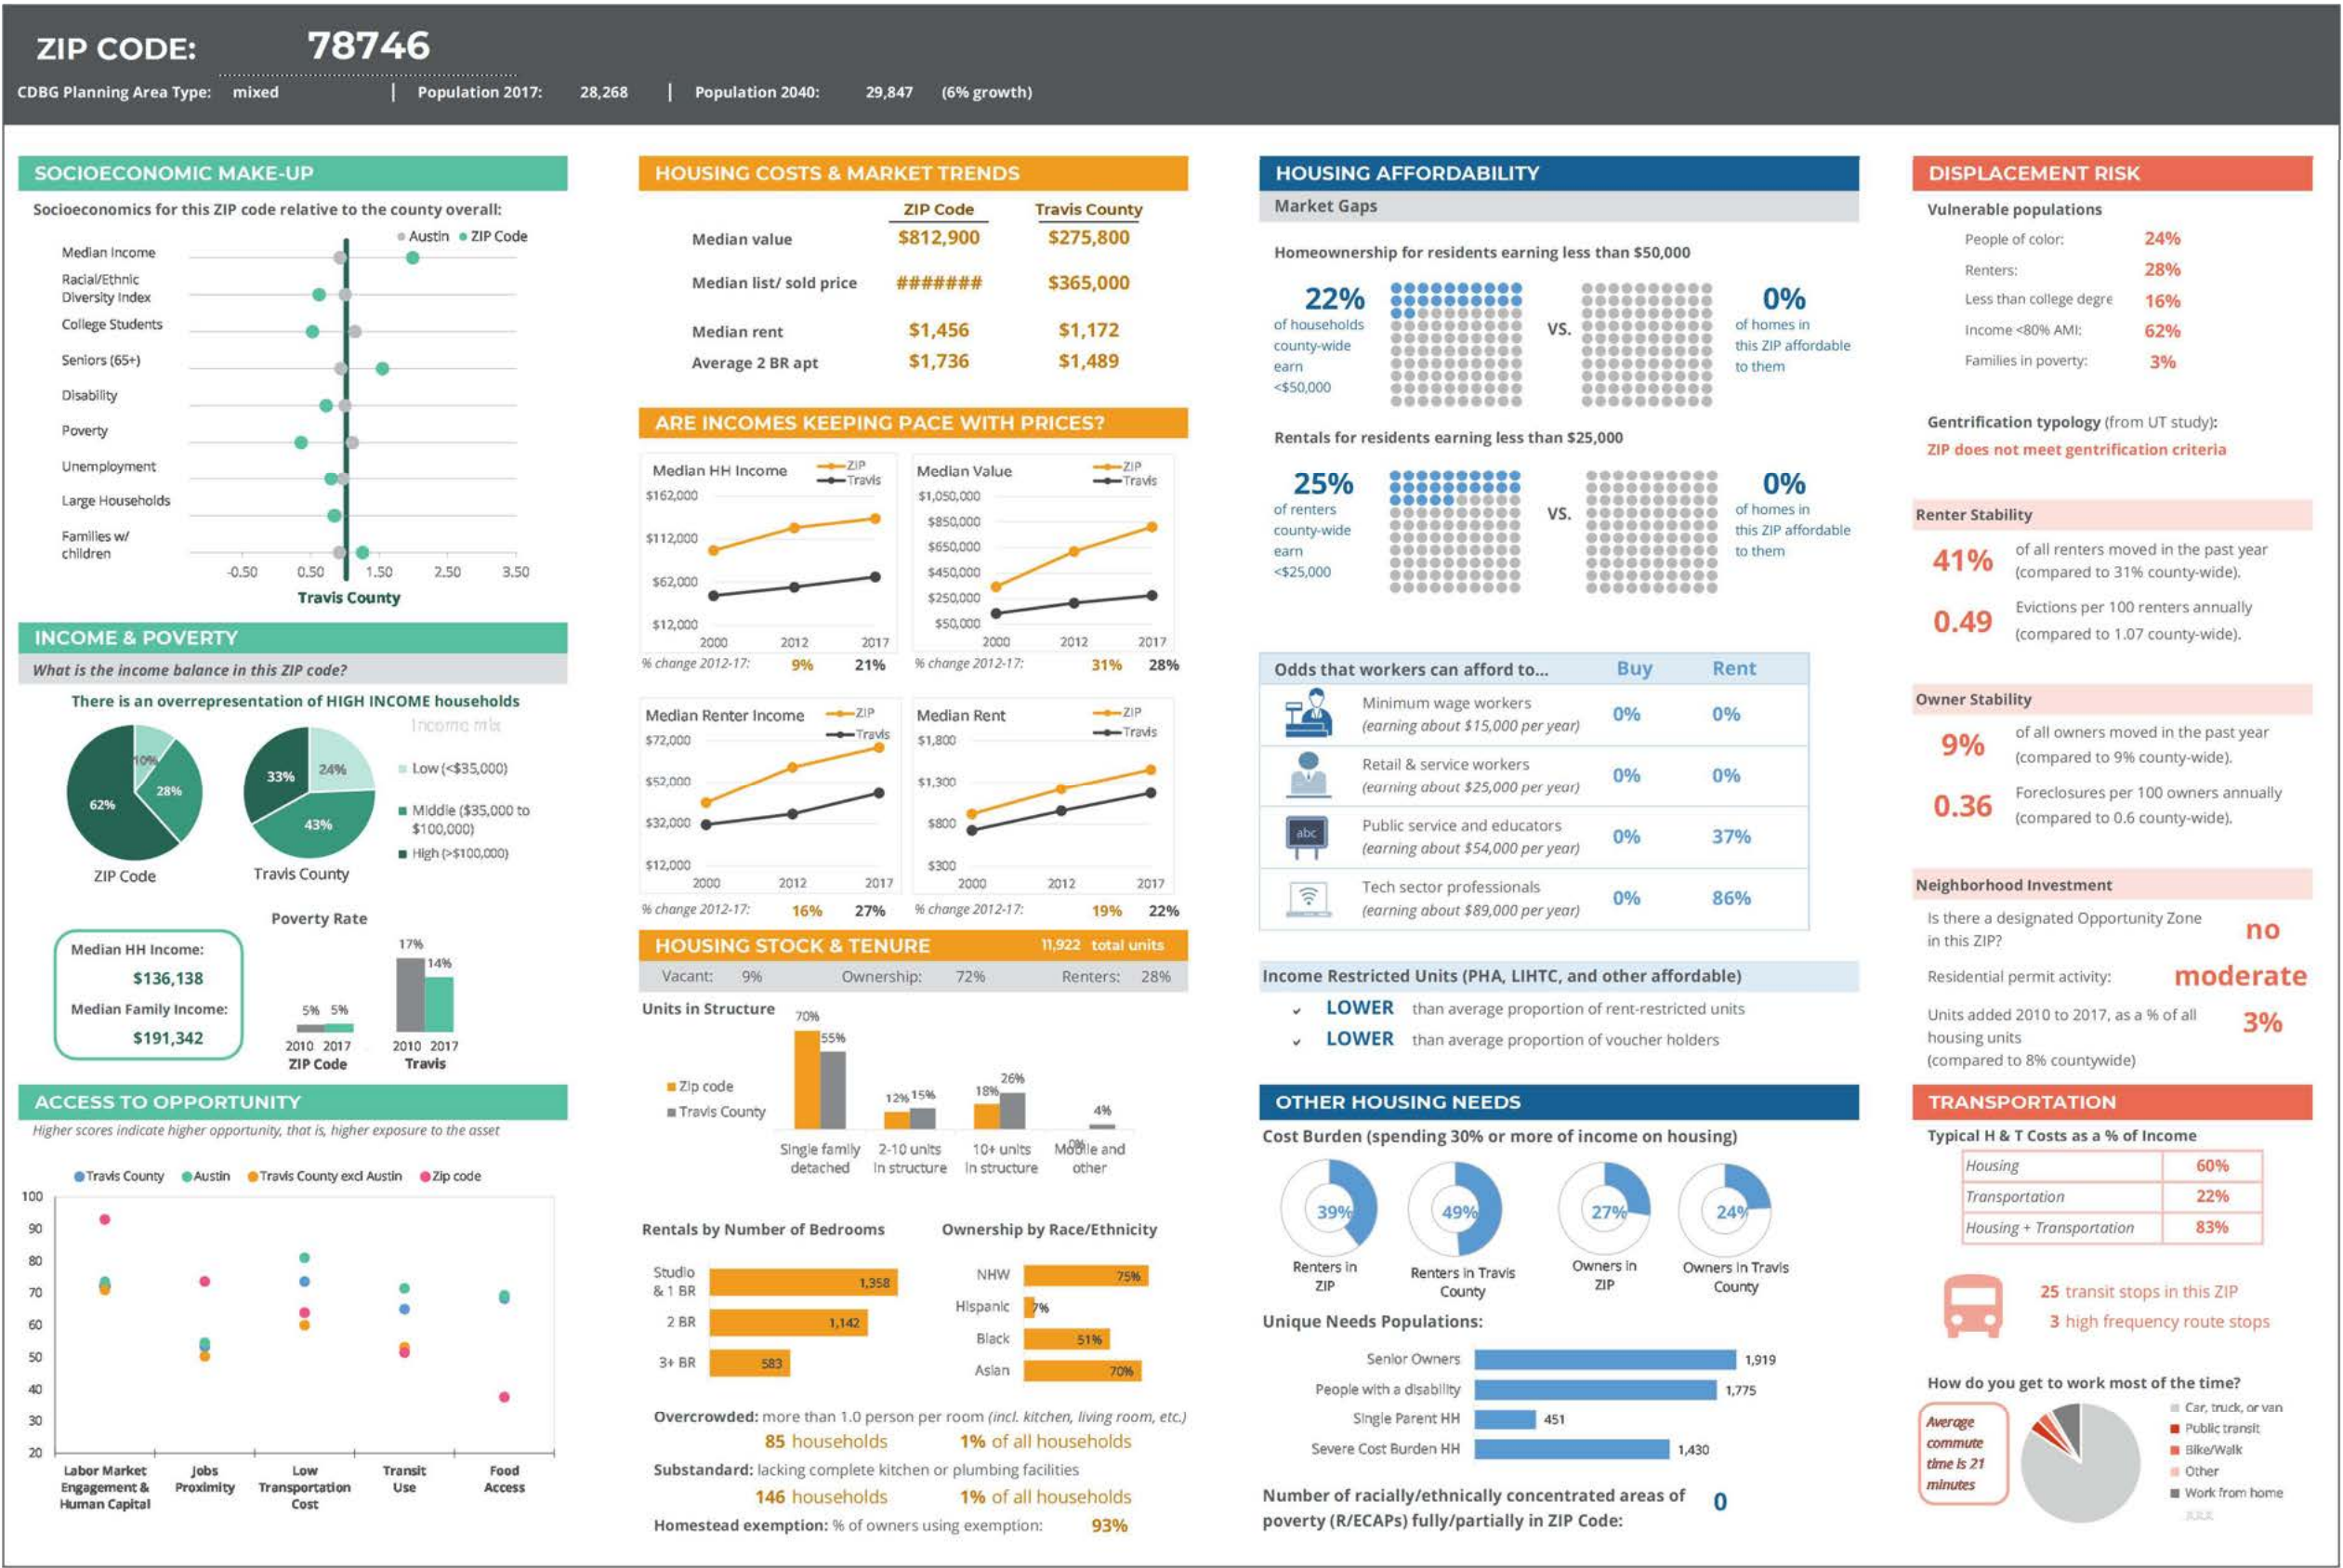 ZIP CODE: 78746
CDBG Planning Area Type: mixed | Population 2017: 28,268 | Population 2040: 29,847 (6% growth)
SOCIOECONOMIC MAKE-UP
Socioeconomics for this ZIP code relative to the county overall:
Austin ZIP Code
Median Income
Racial/Ethnic
Diversity Index
College Students
Seniors (65+)
Disability
Poverty
Unemployment
Large Households
Families w/
children
-0.50 0.50 1.50 2.50 3.50
Travis County
INCOME & POVERTY
What is the income balance in this ZIP code?
There is an overrepresentation of HIGH INCOME households
Income mix
10%
28%
62%
ZIP Code
33%
24%
43%
Travis County
Low (<$35,000)
Middle ($35,000 to
$100,000)
High (>$100,000)
Median HH Income:
$136,138
Median Family Income:
$191,342
Poverty Rate
5% 5%
17%
14%
2010 2017 2010 2017
ZIP Code Travis
ACCESS TO OPPORTUNITY
Higher scores indicate higher opportunity, that is, higher exposure to the asset
Travis County Austin Travis County excl Austin Zip code
100
90
80
70
60
50
40
30
20
Labor Market
Engagement &
Human Capital
Jobs
Proximity
Low
Transportation
Cost
Transit
Use
Food
Access
HOUSING COSTS & MARKET TRENDS
ZIP Code Travis County
Median value $812,900 $275,800
Median list/ sold price ####### $365,000
Median rent $1,456 $1,172
Average 2 BR apt $1,736 $1,489
ARE INCOMES KEEPING PACE WITH PRICES?
Median HH Income ZIP
Travis
$162,000
$112,000
$62,000
$12,000
2000 2012 2017
% change 2012-17: 9% 21%
Median Value ZIP
Travis
$1,050,000
$850,000
$650,000
$450,000
$250,000
$50,000
2000 2012 2017
% change 2012-17: 31% 28%
Median Renter Income ZIP
Travis
$72,000
$52,000
$32,000
$12,000
2000 2012 2017
% change 2012-17: 16% 27%
Median Rent ZIP
Travis
$1,800
$1,300
$800
$300
2000 2012 2017
% change 2012-17: 19% 22%
HOUSING STOCK & TENURE 11,922 total units
Vacant: 9% Ownership: 72% Renters: 28%
Units in Structure
Zip code
Travis County
70%
55%
12% 15%
18%
26%
0%
4%
Single family
detached
2-10 units
in structure
10+ units
in structure
Mobile and
other
Rentals by Number of Bedrooms
Studio
& 1 BR
1,358
2 BR 1,142
3+ BR 583
Ownership by Race/Ethnicity
NHW 75%
Hispanic 7%
Black 51%
Asian 70%
Overcrowded: more than 1.0 person per room (incl. kitchen, living room, etc.)
85 households 1% of all households
Substandard: lacking complete kitchen or plumbing facilities
146 households 1% of all households
Homestead exemption: % of owners using exemption: 93%
HOUSING AFFORDABILITY
Market Gaps
Homeownership for residents earning less than $50,000
22%
of households
county-wide
earn
<$50,000
VS.
0%
of homes in
this ZIP affordable
to them
Rentals for residents earning less than $25,000
25%
of renters
county-wide
earn
<$25,000
VS.
0%
of homes in
this ZIP affordable
to them
Odds that workers can afford to... Buy Rent
Minimum wage workers
(earning about $15,000 per year) 0% 0%
Retail & service workers
(earning about $25,000 per year) 0% 0%
abc
Public service and educators
(earning about $54,000 per year) 0% 37%
Tech sector professionals
(earning about $89,000 per year) 0% 86%
Income Restricted Units (PHA, LIHTC, and other affordable)
LOWER than average proportion of rent-restricted units
LOWER than average proportion of voucher holders
OTHER HOUSING NEEDS
Cost Burden (spending 30% or more of income on housing)
39%
49%
27%
24%
Renters in
ZIP
Renters in Travis
County
Owners in
ZIP
Owners in Travis
County
Unique Needs Populations:
Senior Owners 1,919
People with a disability 1,775
Single Parent HH 451
Severe Cost Burden HH 1,430
Number of racially/ethnically concentrated areas of
poverty (R/ECAPs) fully/partially in ZIP Code: 0
DISPLACEMENT RISK
Vulnerable populations
People of color: 24%
Renters: 28%
Less than college degre 16%
Income <80% AMI: 62%
Families in poverty: 3%
Gentrification typology (from UT study):
ZIP does not meet gentrification criteria
Renter Stability
41% of all renters moved in the past year
(compared to 31% county-wide).
0.49 Evictions per 100 renters annually
(compared to 1.07 county-wide).
Owner Stability
9% of all owners moved in the past year
(compared to 9% county-wide).
0.36 Foreclosures per 100 owners annually
(compared to 0.6 county-wide).
Neighborhood Investment
Is there a designated Opportunity Zone
in this ZIP? no
Residential permit activity: moderate
Units added 2010 to 2017, as a % of all
housing units
(compared to 8% countywide) 3%
TRANSPORTATION
Typical H & T Costs as a % of Income
Housing 60%
Transportation 22%
Housing + Transportation 83%
25 transit stops in this ZIP
3 high frequency route stops
How do you get to work most of the time?
Average
commute
time is 21
minutes
Car, truck, or van
Public transit
Bike/Walk
Other
Work from home